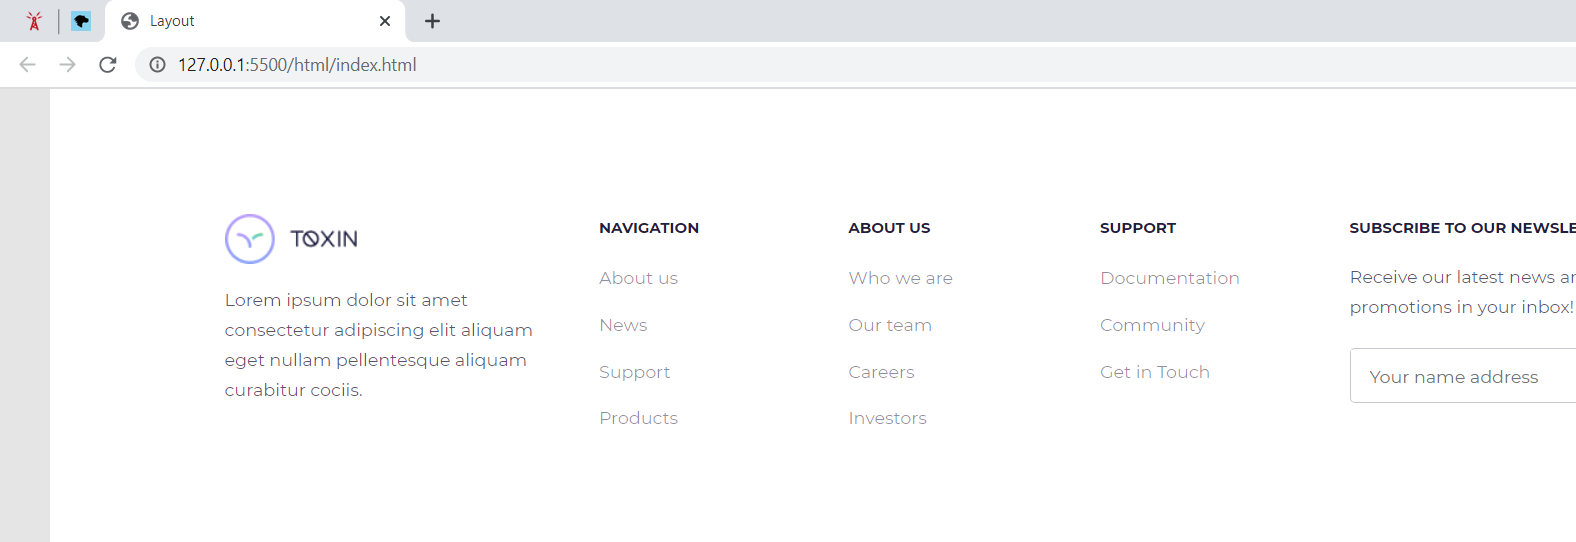 Layout
127.0.0.1:5500/html/index.html
TOXIN
Lorem ipsum dolor sit amet
consectetur adipiscing elit aliquam
eget nullam pellentesque aliquam
curabitur cociis.
NAVIGATION
About us
News
Support
Products
ABOUT US
Who we are
Our team
Careers
Investors
SUPPORT
Documentation
Community
Get in Touch
SUBSCRIBE TO OUR NEWSLE
Receive our latest news ar
promotions in your inbox!
Your name address